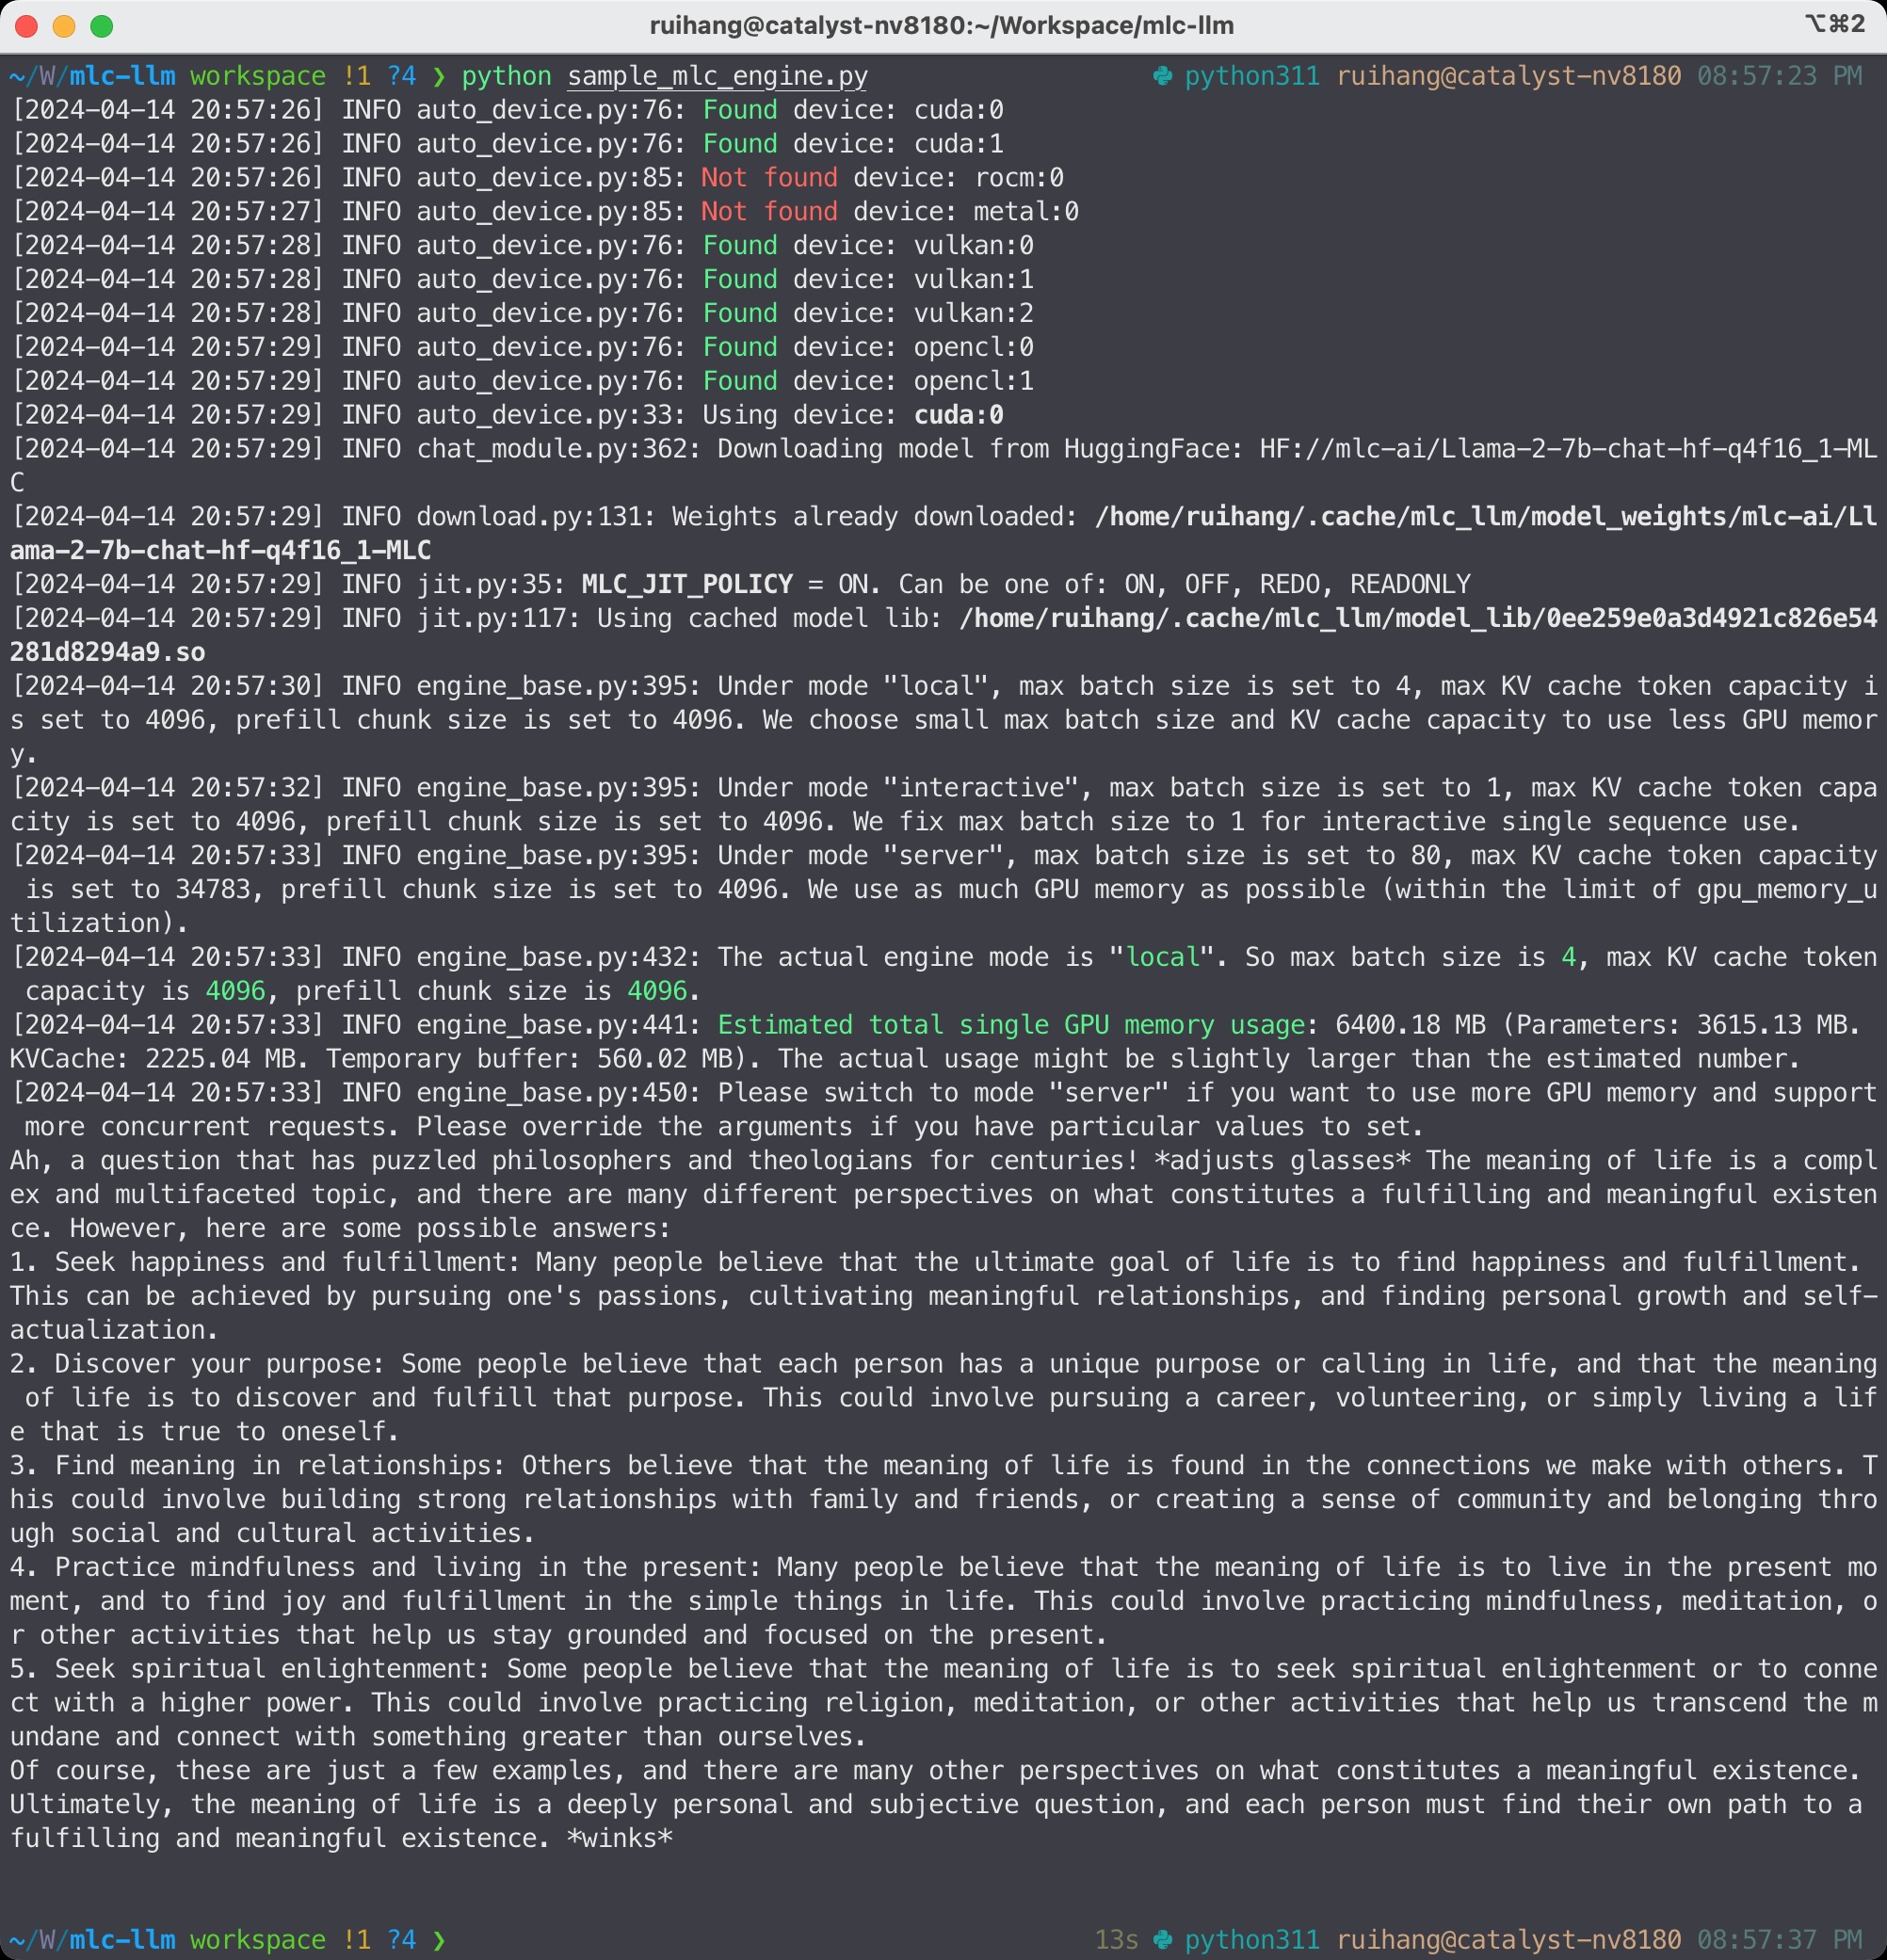 ruihang@catalyst-nv8180:~/Workspace/mlc-llm ⌥⌘2
~/W/mlc-llm workspace !1 ?4 ❯ python sample_mlc_engine.py python311 ruihang@catalyst-nv8180 08:57:23 PM
[2024-04-14 20:57:26] INFO auto_device.py:76: Found device: cuda:0
[2024-04-14 20:57:26] INFO auto_device.py:76: Found device: cuda:1
[2024-04-14 20:57:26] INFO auto_device.py:85: Not found device: rocm:0
[2024-04-14 20:57:27] INFO auto_device.py:85: Not found device: metal:0
[2024-04-14 20:57:28] INFO auto_device.py:76: Found device: vulkan:0
[2024-04-14 20:57:28] INFO auto_device.py:76: Found device: vulkan:1
[2024-04-14 20:57:28] INFO auto_device.py:76: Found device: vulkan:2
[2024-04-14 20:57:29] INFO auto_device.py:76: Found device: opencl:0
[2024-04-14 20:57:29] INFO auto_device.py:76: Found device: opencl:1
[2024-04-14 20:57:29] INFO auto_device.py:33: Using device: cuda:0
[2024-04-14 20:57:29] INFO chat_module.py:362: Downloading model from HuggingFace: HF://mlc-ai/Llama-2-7b-chat-hf-q4f16_1-ML
C
[2024-04-14 20:57:29] INFO download.py:131: Weights already downloaded: /home/ruihang/.cache/mlc_llm/model_weights/mlc-ai/Ll
ama-2-7b-chat-hf-q4f16_1-MLC
[2024-04-14 20:57:29] INFO jit.py:35: MLC_JIT_POLICY = ON. Can be one of: ON, OFF, REDO, READONLY
[2024-04-14 20:57:29] INFO jit.py:117: Using cached model lib: /home/ruihang/.cache/mlc_llm/model_lib/0ee259e0a3d4921c826e54
281d8294a9.so
[2024-04-14 20:57:30] INFO engine_base.py:395: Under mode "local", max batch size is set to 4, max KV cache token capacity i
s set to 4096, prefill chunk size is set to 4096. We choose small max batch size and KV cache capacity to use less GPU memor
y.
[2024-04-14 20:57:32] INFO engine_base.py:395: Under mode "interactive", max batch size is set to 1, max KV cache token capa
city is set to 4096, prefill chunk size is set to 4096. We fix max batch size to 1 for interactive single sequence use.
[2024-04-14 20:57:33] INFO engine_base.py:395: Under mode "server", max batch size is set to 80, max KV cache token capacity
 is set to 34783, prefill chunk size is set to 4096. We use as much GPU memory as possible (within the limit of gpu_memory_u
tilization).
[2024-04-14 20:57:33] INFO engine_base.py:432: The actual engine mode is "local". So max batch size is 4, max KV cache token
 capacity is 4096, prefill chunk size is 4096.
[2024-04-14 20:57:33] INFO engine_base.py:441: Estimated total single GPU memory usage: 6400.18 MB (Parameters: 3615.13 MB.
KVCache: 2225.04 MB. Temporary buffer: 560.02 MB). The actual usage might be slightly larger than the estimated number.
[2024-04-14 20:57:33] INFO engine_base.py:450: Please switch to mode "server" if you want to use more GPU memory and support
 more concurrent requests. Please override the arguments if you have particular values to set.
Ah, a question that has puzzled philosophers and theologians for centuries! *adjusts glasses* The meaning of life is a compl
ex and multifaceted topic, and there are many different perspectives on what constitutes a fulfilling and meaningful existen
ce. However, here are some possible answers:
1. Seek happiness and fulfillment: Many people believe that the ultimate goal of life is to find happiness and fulfillment.
This can be achieved by pursuing one's passions, cultivating meaningful relationships, and finding personal growth and self-
actualization.
2. Discover your purpose: Some people believe that each person has a unique purpose or calling in life, and that the meaning
 of life is to discover and fulfill that purpose. This could involve pursuing a career, volunteering, or simply living a lif
e that is true to oneself.
3. Find meaning in relationships: Others believe that the meaning of life is found in the connections we make with others. T
his could involve building strong relationships with family and friends, or creating a sense of community and belonging thro
ugh social and cultural activities.
4. Practice mindfulness and living in the present: Many people believe that the meaning of life is to live in the present mo
ment, and to find joy and fulfillment in the simple things in life. This could involve practicing mindfulness, meditation, o
r other activities that help us stay grounded and focused on the present.
5. Seek spiritual enlightenment: Some people believe that the meaning of life is to seek spiritual enlightenment or to conne
ct with a higher power. This could involve practicing religion, meditation, or other activities that help us transcend the m
undane and connect with something greater than ourselves.
Of course, these are just a few examples, and there are many other perspectives on what constitutes a meaningful existence.
Ultimately, the meaning of life is a deeply personal and subjective question, and each person must find their own path to a
fulfilling and meaningful existence. *winks*
~/W/mlc-llm workspace !1 ?4 ❯ 13s python311 ruihang@catalyst-nv8180 08:57:37 PM